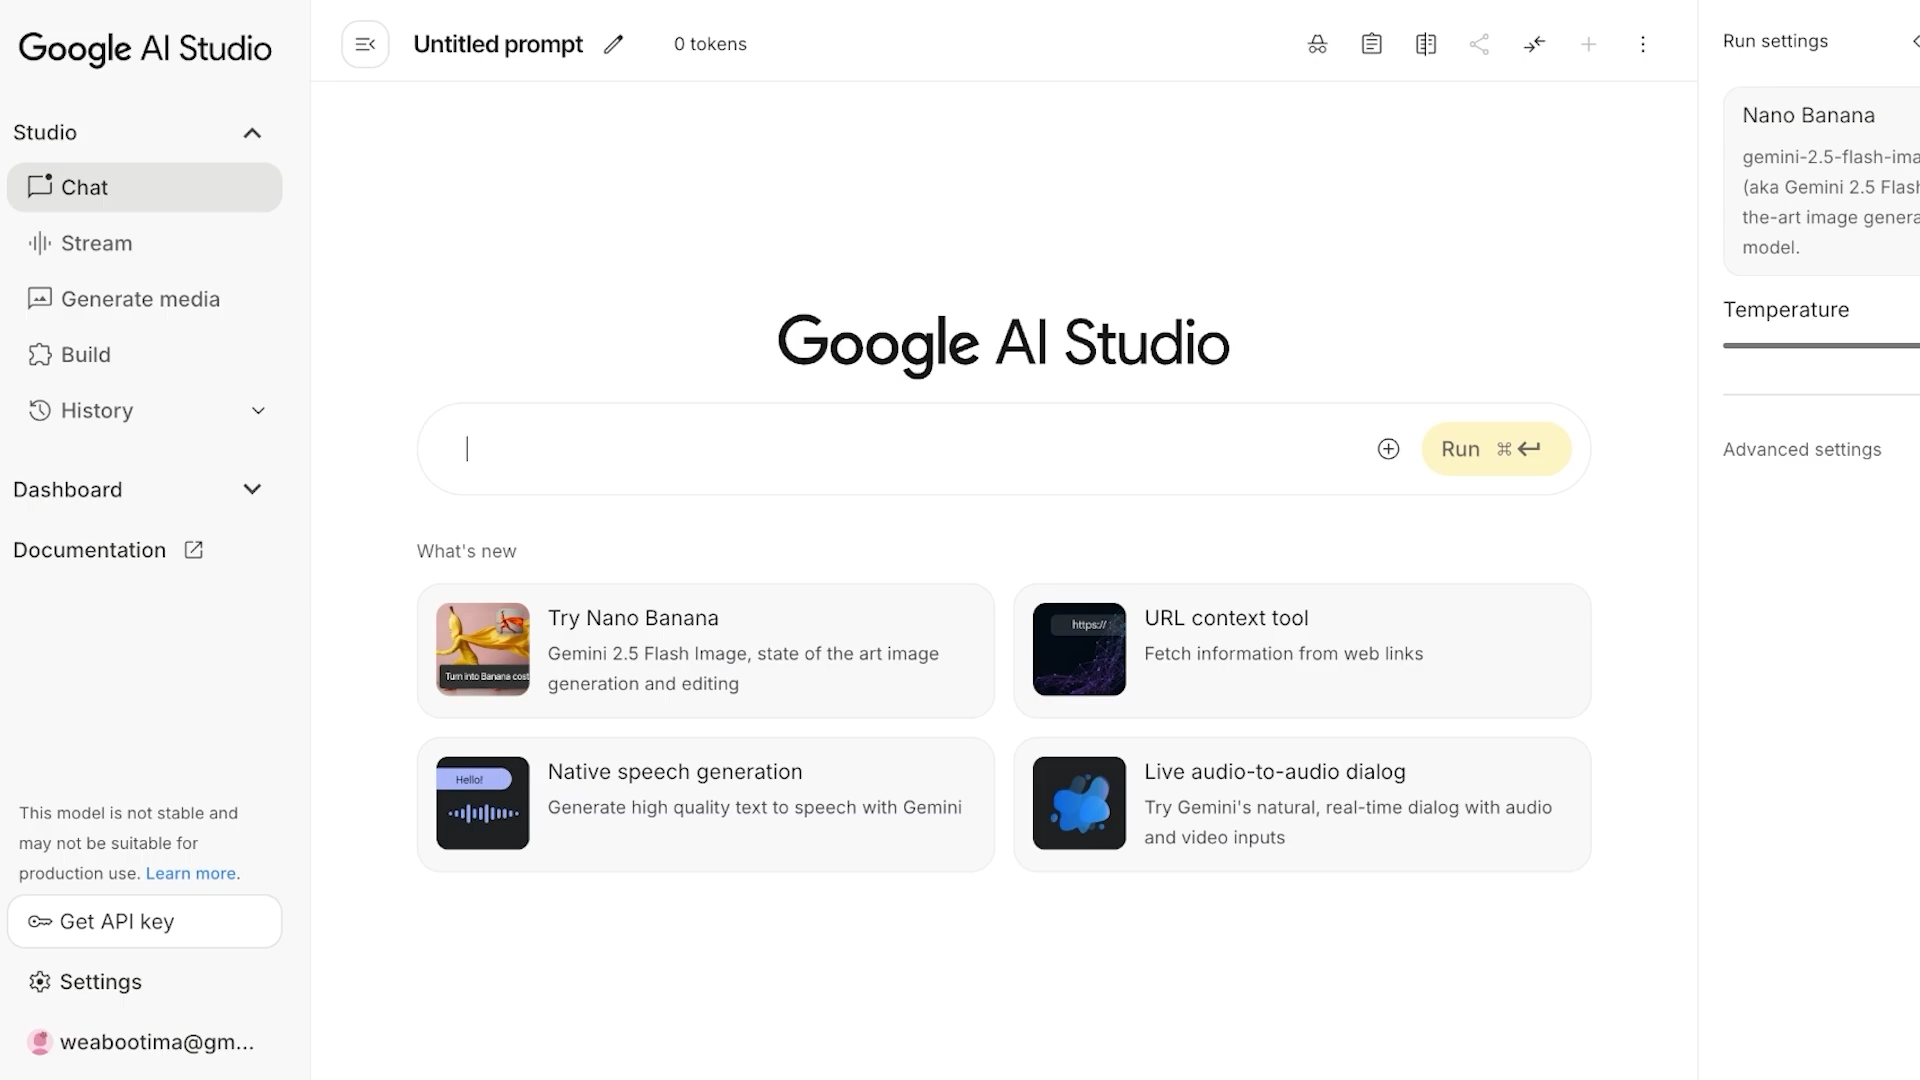 Google AI Studio
Studio
Chat
Stream
Generate media
Build
History
Dashboard
Documentation
This model is not stable and
may not be suitable for
production use. Learn more.
Get API key
Settings
weabootima@gm...
Untitled prompt
0 tokens
Google AI Studio
Run ⌘
What's new
Turn into Banana cost
Try Nano Banana
Gemini 2.5 Flash Image, state of the art image
generation and editing
https://
URL context tool
Fetch information from web links
Hello!
Native speech generation
Generate high quality text to speech with Gemini
Live audio-to-audio dialog
Try Gemini's natural, real-time dialog with audio
and video inputs
Run settings
Nano Banana
gemini-2.5-flash-ima
(aka Gemini 2.5 Flash
the-art image genera
model.
Temperature
Advanced settings